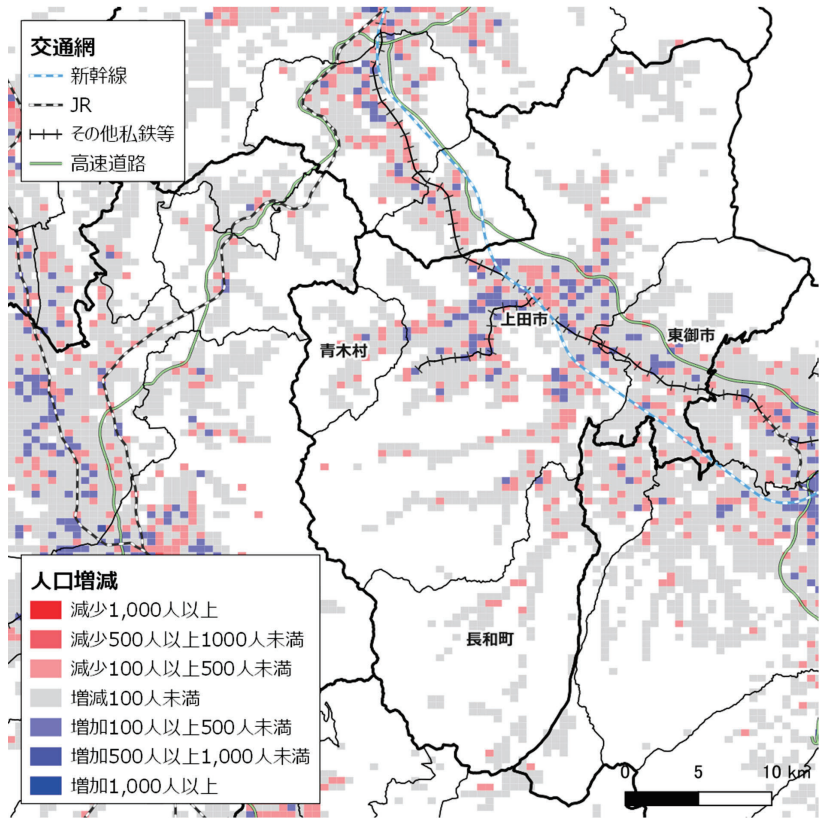 交通網
新幹線
JR
その他私鉄等
高速道路
青木村
上田市
東御市
長和町
人口増減
減少1,000人以上
減少500人以上1000人未満
減少100人以上500人未満
増減100人未満
増加100人以上500人未満
増加500人以上1,000人未満
増加1,000人以上
0 5 10 km